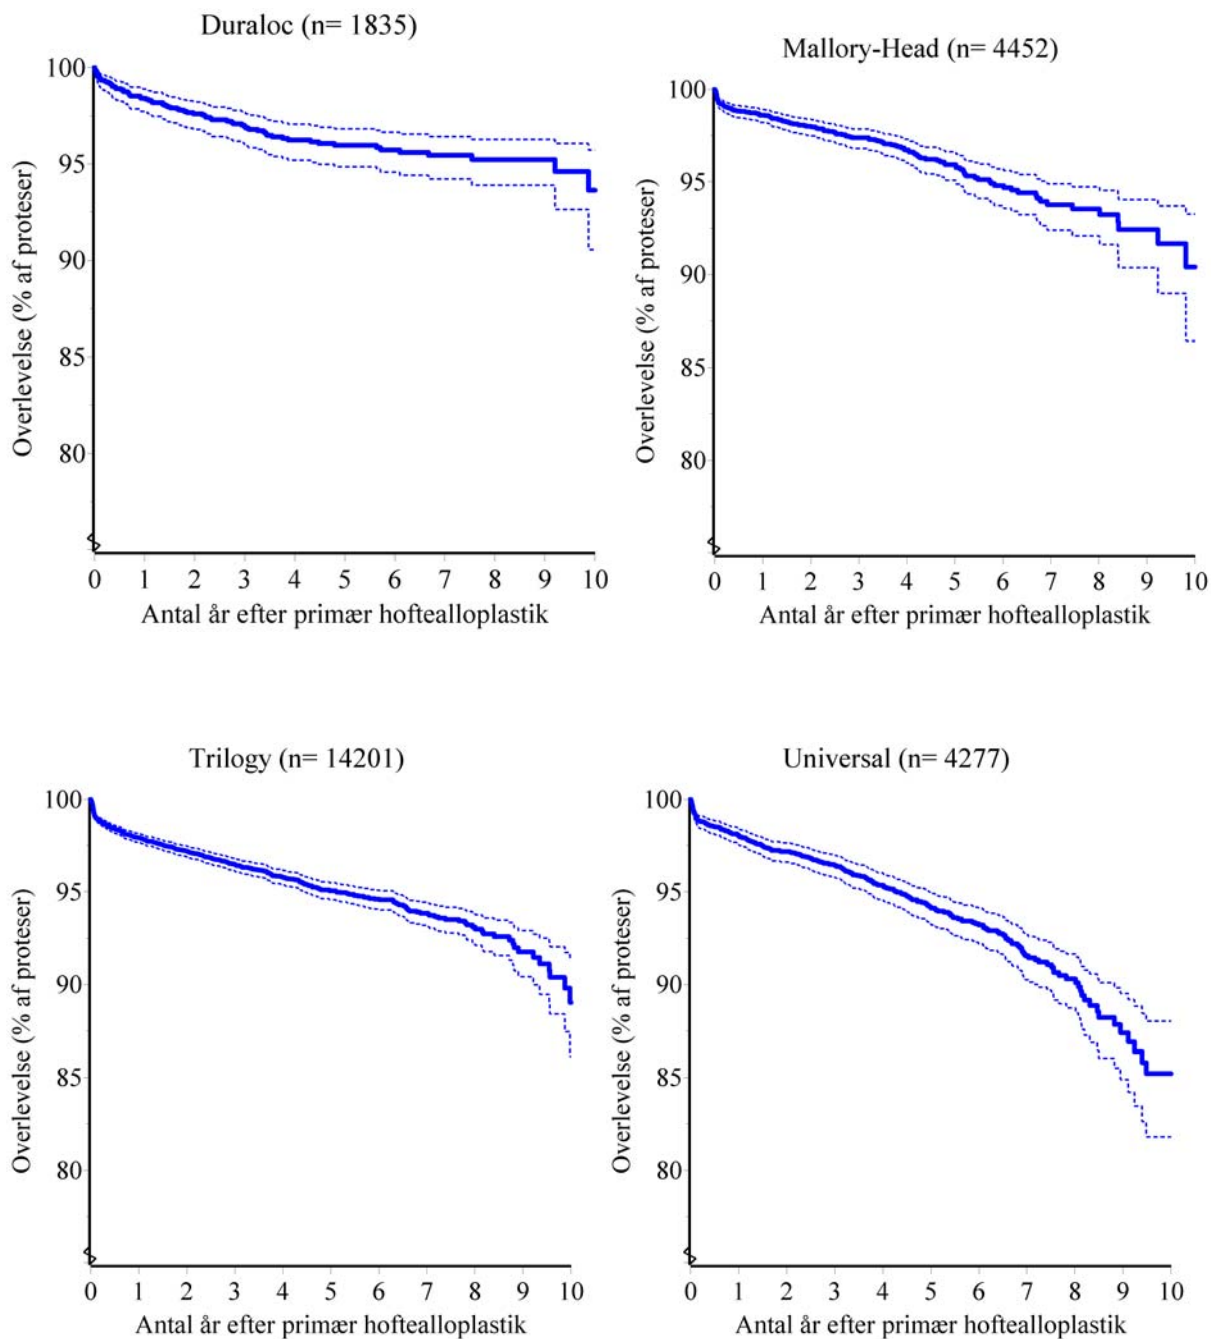 Duraloc (n= 1835)
100
95
90
85
80
Overlevelse (% af proteser)
0 1 2 3 4 5 6 7 8 9 10
Antal år efter primær hoftealloplastik
Mallory-Head (n= 4452)
100
95
90
85
80
Overlevelse (% af proteser)
0 1 2 3 4 5 6 7 8 9 10
Antal år efter primær hoftealloplastik
Trilogy (n= 14201)
100
95
90
85
80
Overlevelse (% af proteser)
0 1 2 3 4 5 6 7 8 9 10
Antal år efter primær hoftealloplastik
Universal (n= 4277)
100
95
90
85
80
Overlevelse (% af proteser)
0 1 2 3 4 5 6 7 8 9 10
Antal år efter primær hoftealloplastik